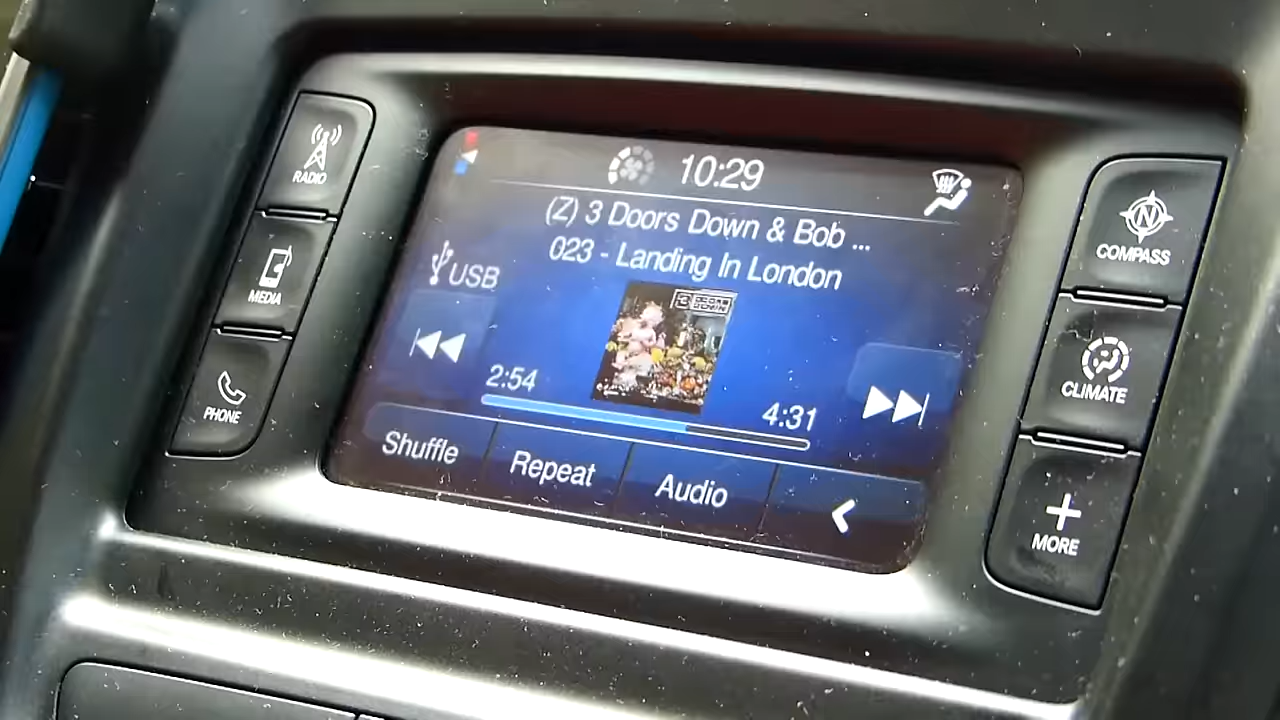 RADIO
MEDIA
PHONE
10:29
(Z) 3 Doors Down & Bob ...
023 - Landing In London
USB
2:54
4:31
Shuffle
Repeat
Audio
N
COMPASS
CLIMATE
MORE